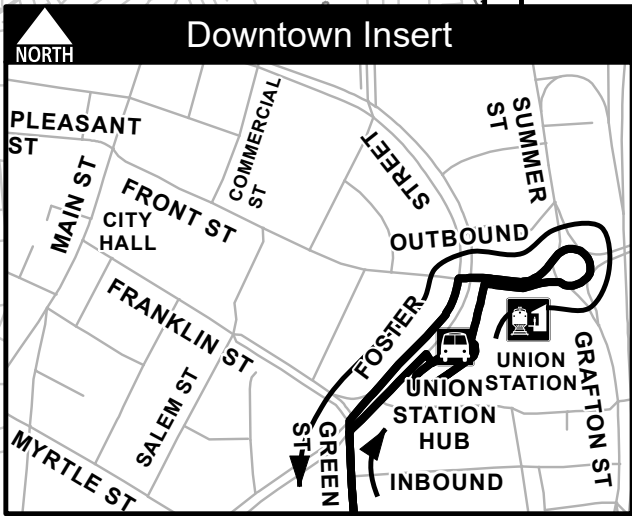 Downtown Insert
NORTH
PLEASANT
ST
MAIN ST
CITY
HALL
FRONT ST
COMMERCIAL
ST
STREET
SUMMER
ST
OUTBOUND
FRANKLIN ST
FOSTER
SALEM ST
MYRTLE ST
GREEN
ST
UNION
STATION
HUB
UNION
STATION
GRAFTON ST
INBOUND